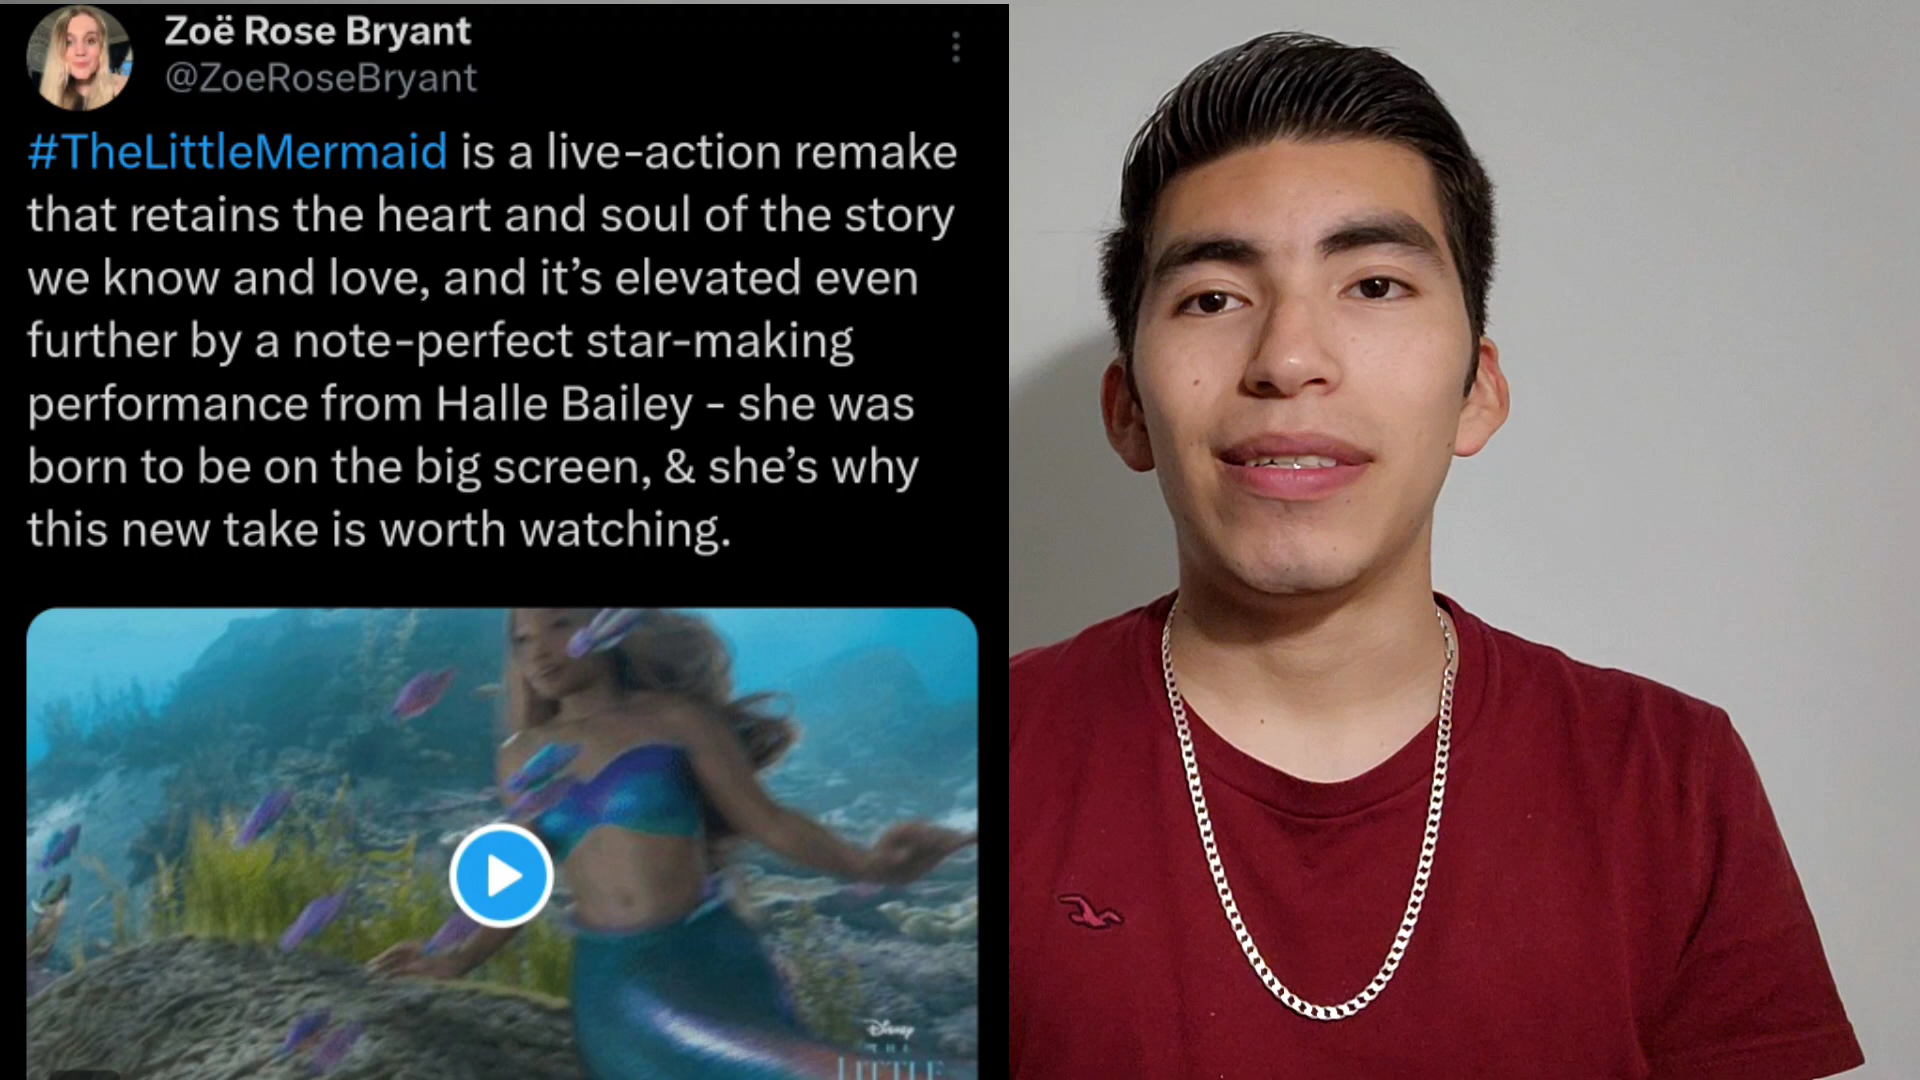 Zoë Rose Bryant
@ZoeRoseBryant
#TheLittleMermaid is a live-action remake
that retains the heart and soul of the story
we know and love, and it’s elevated even
further by a note-perfect star-making
performance from Halle Bailey - she was
born to be on the big screen, & she’s why
this new take is worth watching.
Disney
THE
LITTLE